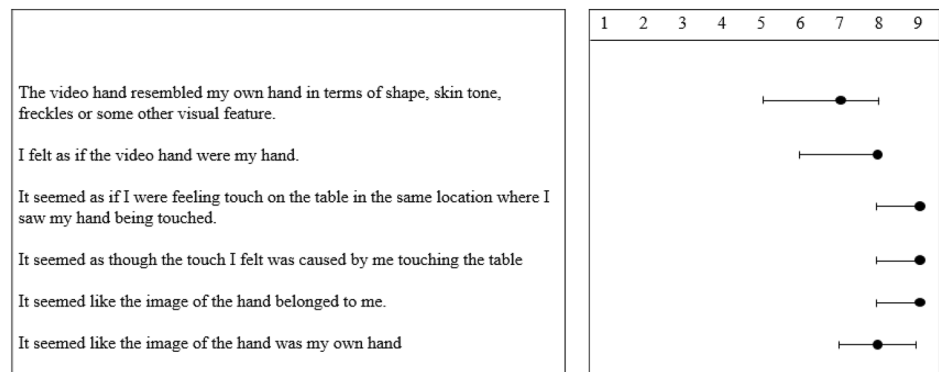 1 2 3 4 5 6 7 8 9
The video hand resembled my own hand in terms of shape, skin tone,
freckles or some other visual feature.
I felt as if the video hand were my hand.
It seemed as if I were feeling touch on the table in the same location where I
saw my hand being touched.
It seemed as though the touch I felt was caused by me touching the table
It seemed like the image of the hand belonged to me.
It seemed like the image of the hand was my own hand